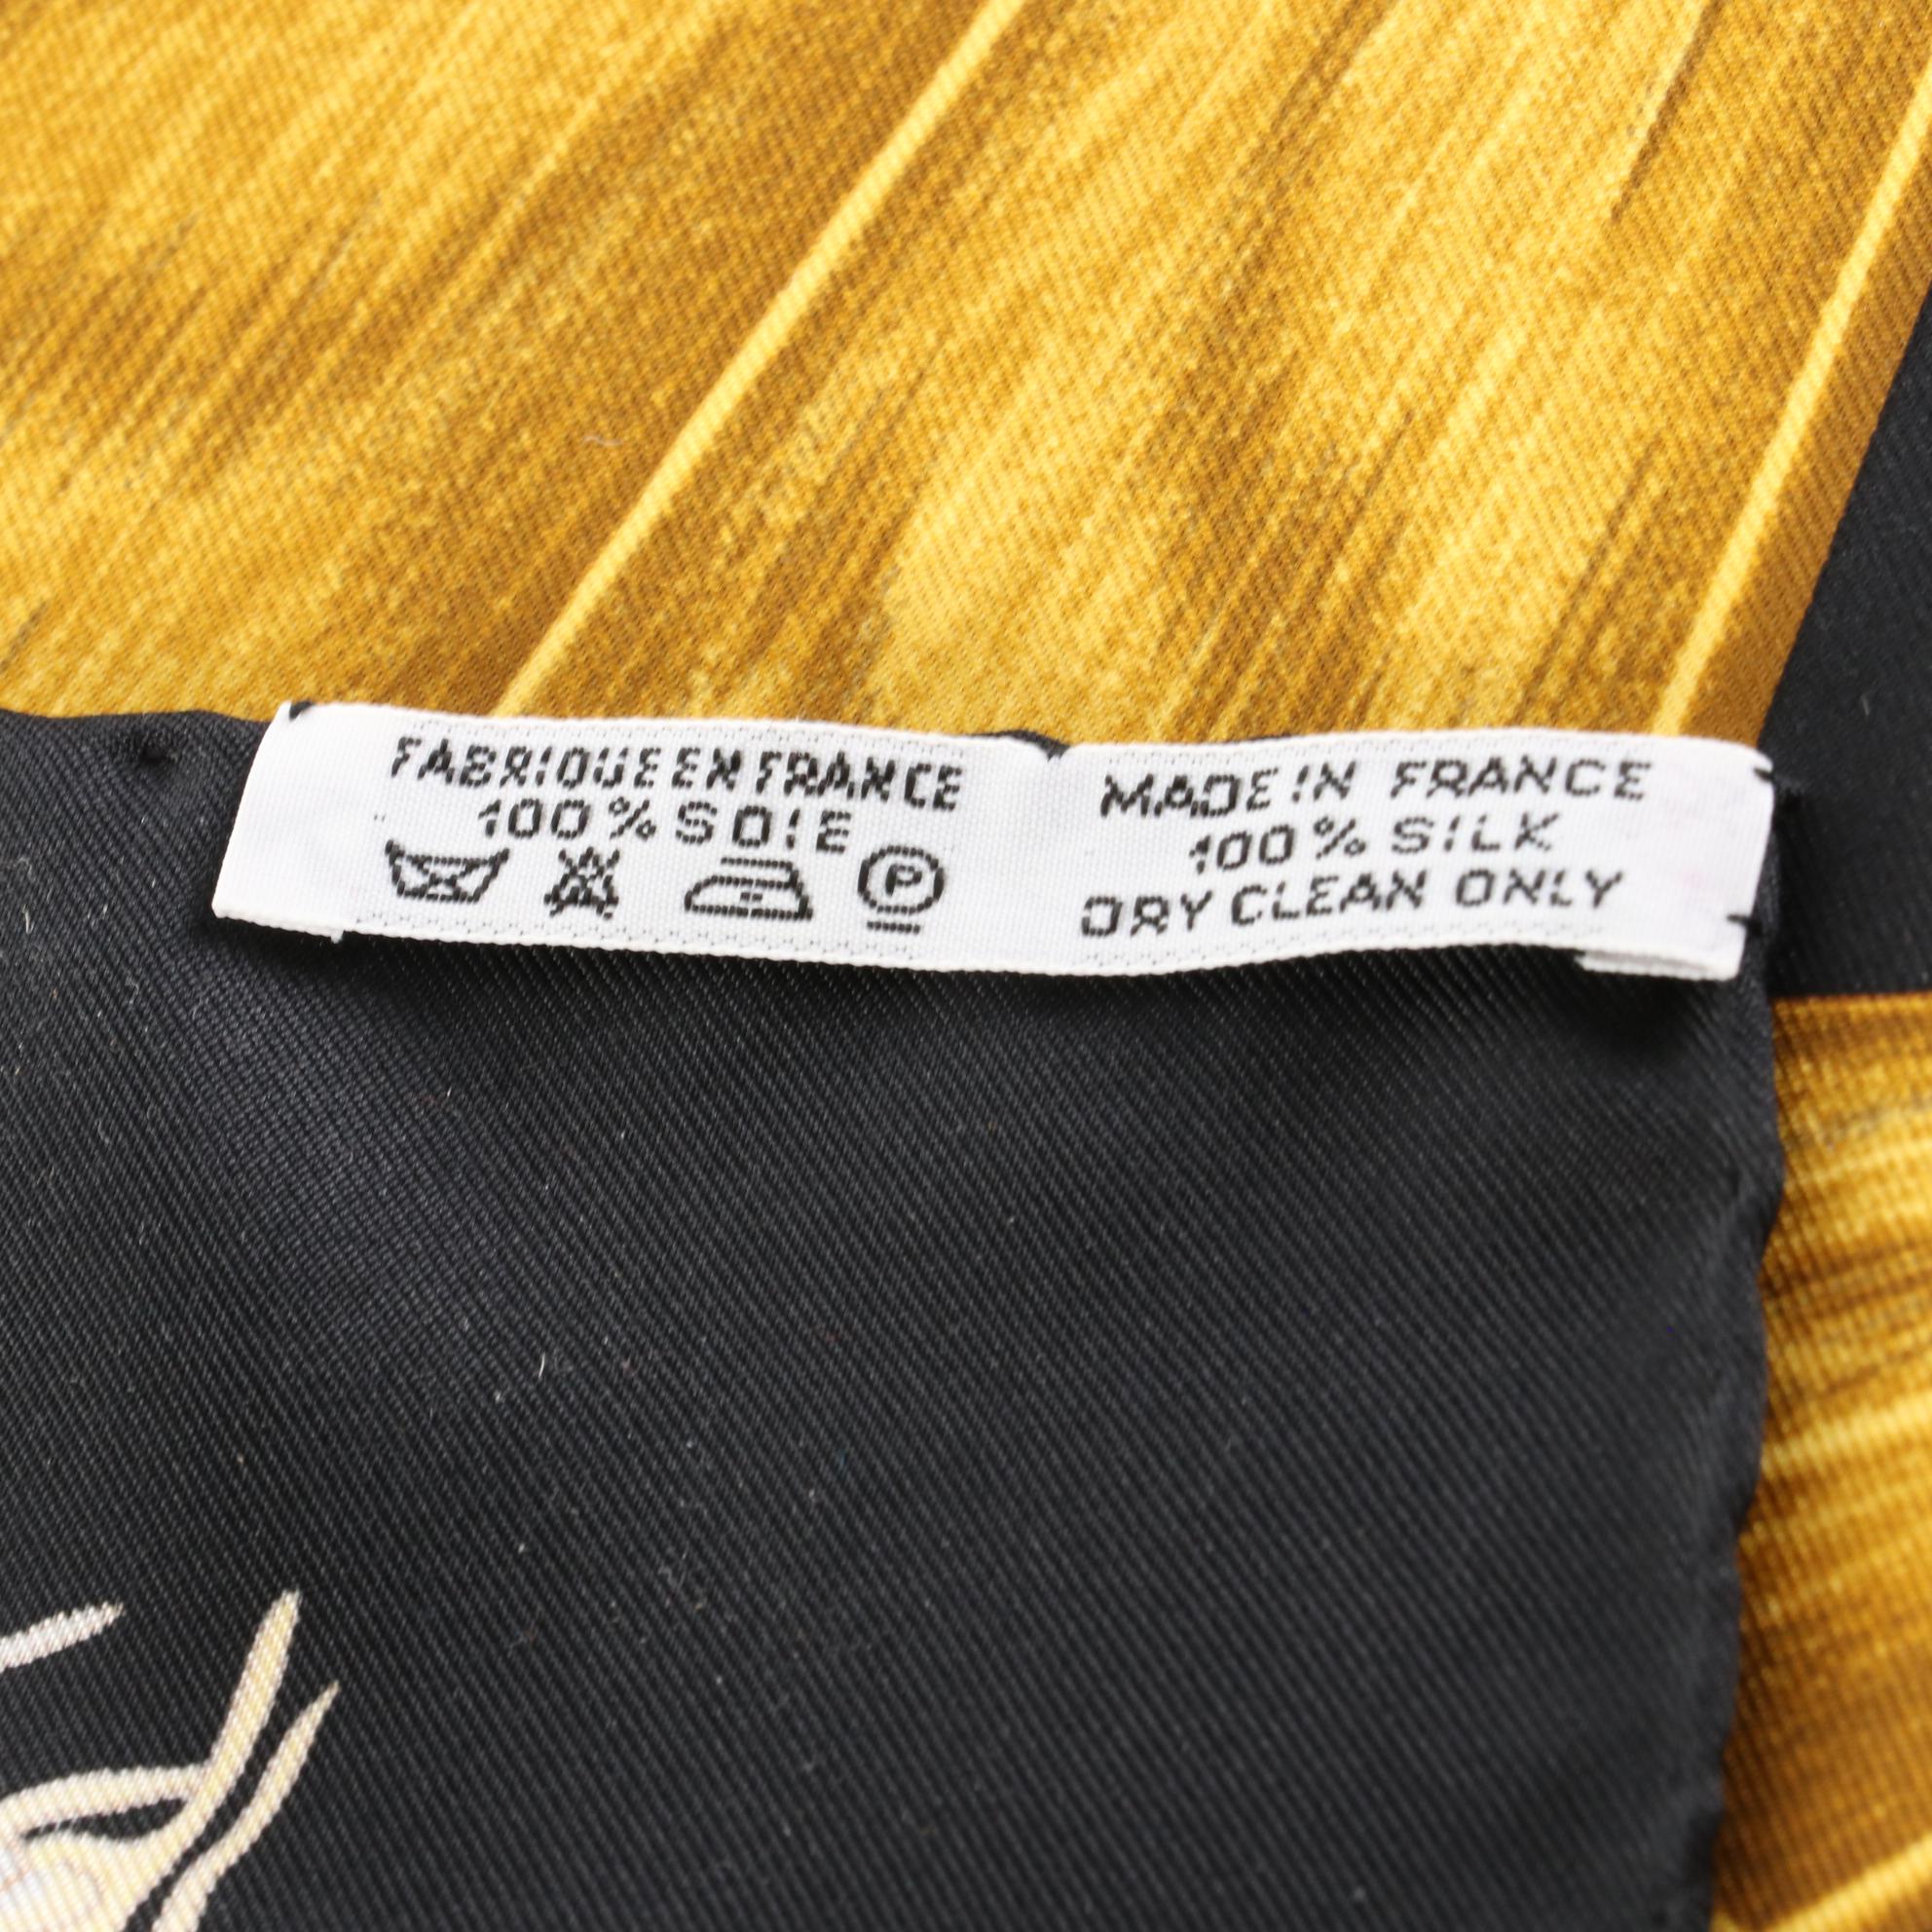 FABRIQUE EN FRANCE
100% SOIE
P
MADE IN FRANCE
100% SILK
DRY CLEAN ONLY